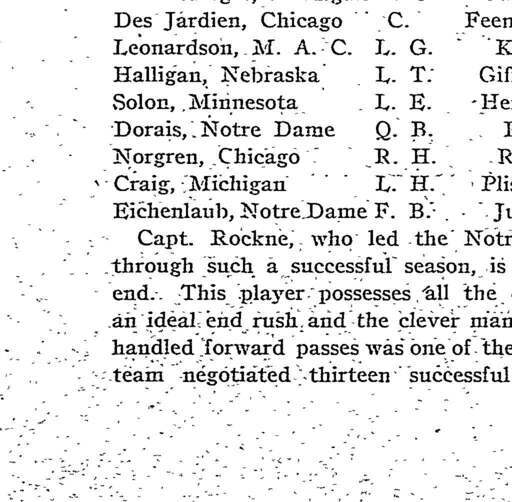 Des Jardien, Chicago C. Feen
Leonardson, M. A. C. L. G. K
Halligan, Nebraska L. T. Gif
Solon, Minnesota L. E. He
Dorais, Notre Dame Q. B.
Norgren, Chicago R. H. R
Craig, Michigan L. H. Plis
Eichenlaub, Notre Dame F. B. Ju
Capt. Rockne, who led the Notr
through such a successful season, is
end. This player possesses all the
an ideal end rush and the clever man
handled forward passes was one of the
team negotiated thirteen successful